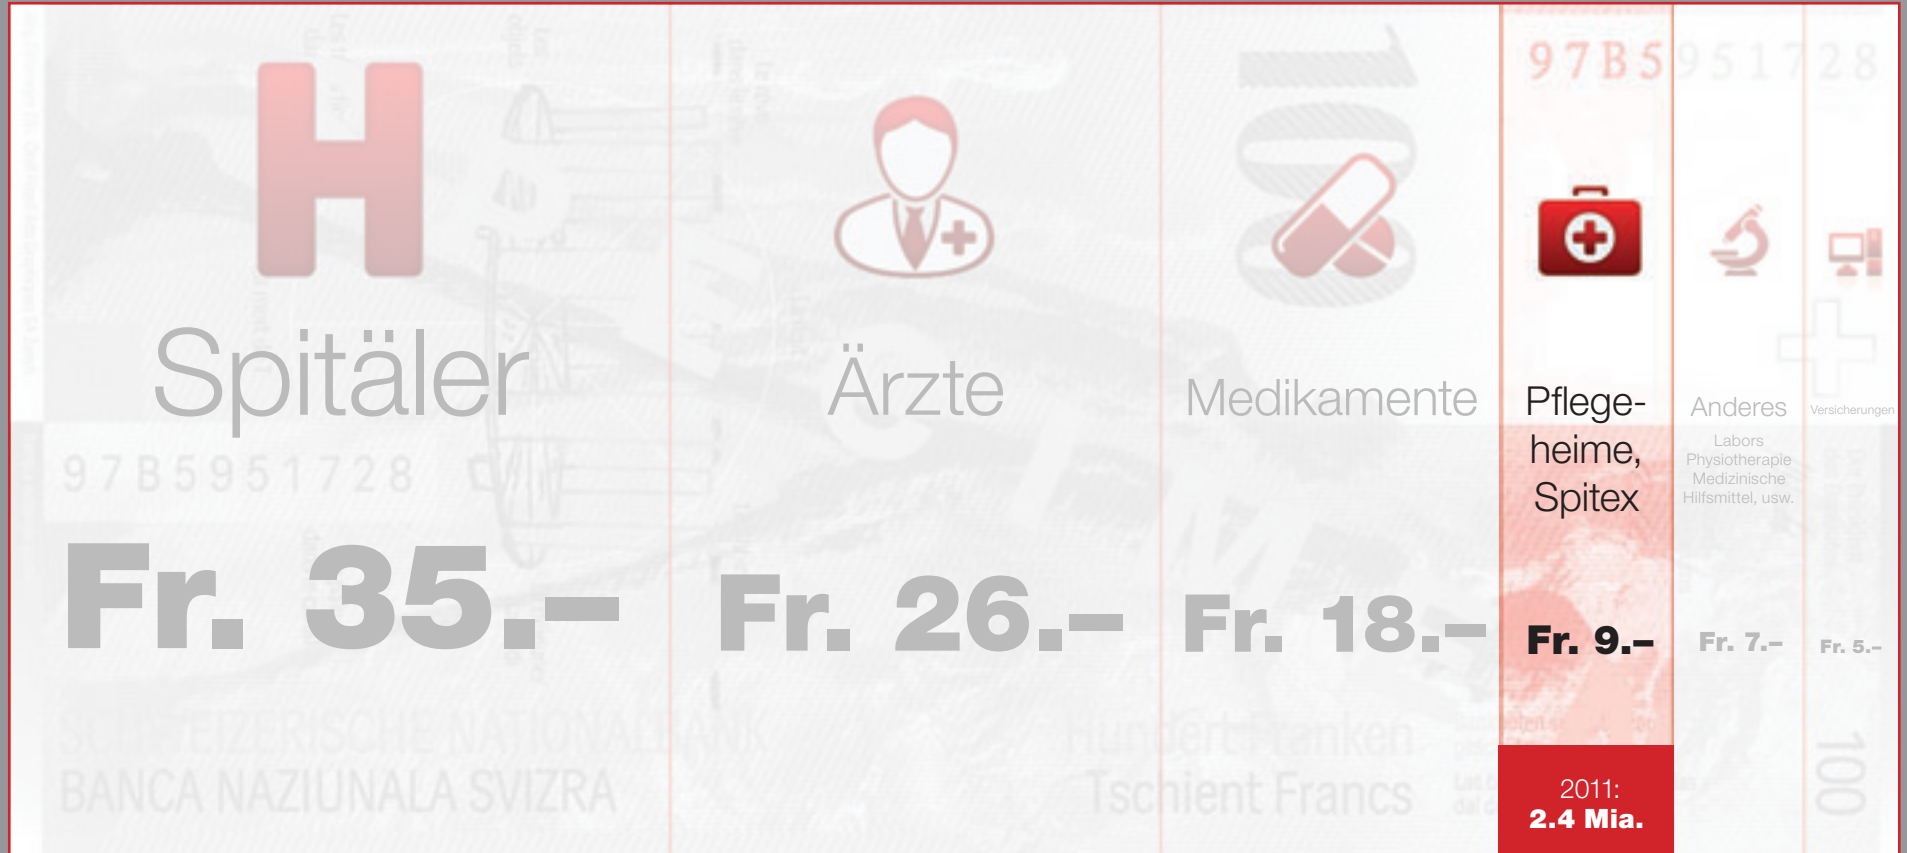 100
97B5951728
Spitäler
Ärzte
Medikamente
Pflege-
heime,
Spitex
Anderes
Labors
Physiotherapie
Medizinische
Hilfsmittel, usw.
Versicherungen
97B5951728
Fr. 35.–
Fr. 26.–
Fr. 18.–
Fr. 9.–
Fr. 7.–
Fr. 5.–
SCHWEIZERISCHE NATIONALBANK
BANCA NAZIUNALA SVIZRA
Hundert Franken
Tschient Francs
100
2011:
2.4 Mia.